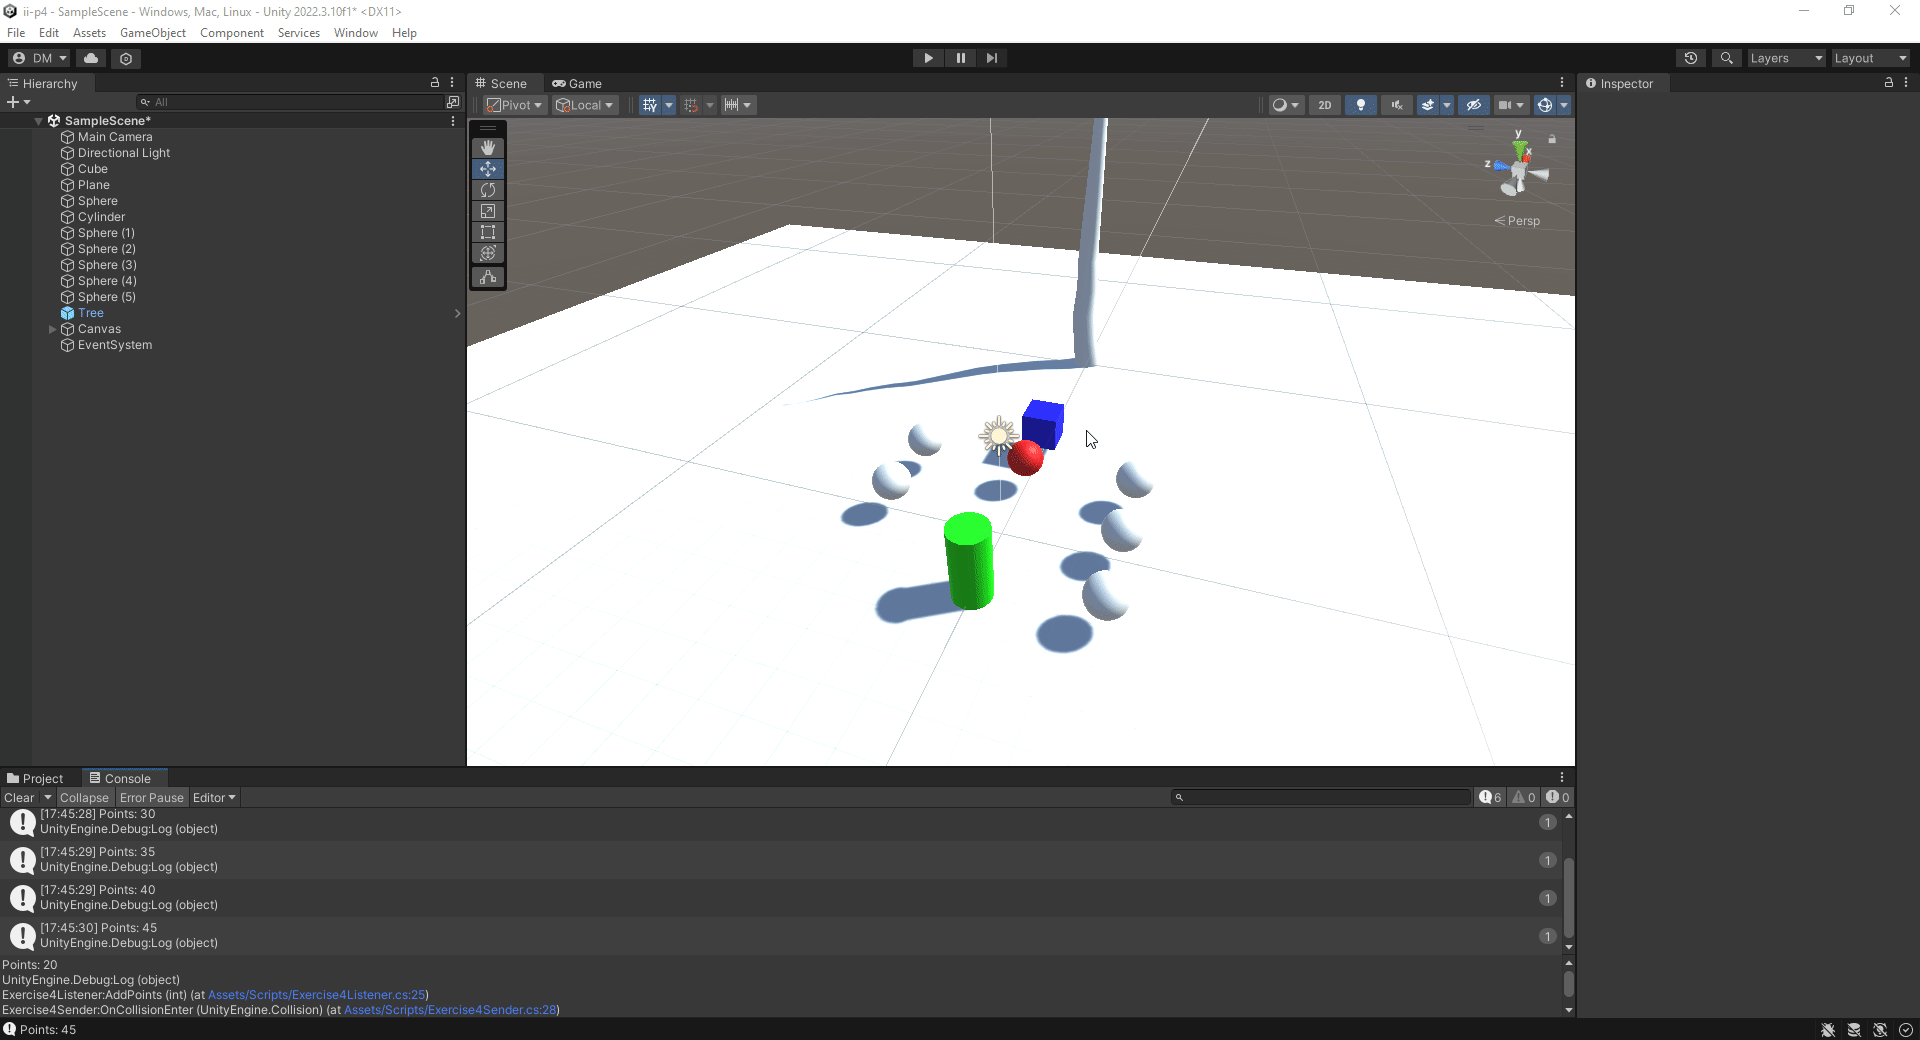 ii-p4 - SampleScene - Windows, Mac, Linux - Unity 2022.3.10f1* <DX11>
File Edit Assets GameObject Component Services Window Help
DM Layers Layout
Hierarchy
All
SampleScene*
Main Camera
Directional Light
Cube
Plane
Sphere
Cylinder
Sphere (1)
Sphere (2)
Sphere (3)
Sphere (4)
Sphere (5)
Tree
Canvas
EventSystem
Scene Game
Pivot Local 2D
y
x
z
Persp
Inspector
Project Console
Clear Collapse Error Pause Editor 6 0 0
[17:45:28] Points: 30
UnityEngine.Debug:Log (object)
1
[17:45:29] Points: 35
UnityEngine.Debug:Log (object)
1
[17:45:29] Points: 40
UnityEngine.Debug:Log (object)
1
[17:45:30] Points: 45
UnityEngine.Debug:Log (object)
1
Points: 20
UnityEngine.Debug:Log (object)
Exercise4Listener:AddPoints (int) (at Assets/Scripts/Exercise4Listener.cs:25)
Exercise4Sender:OnCollisionEnter (UnityEngine.Collision) (at Assets/Scripts/Exercise4Sender.cs:28)
Points: 45